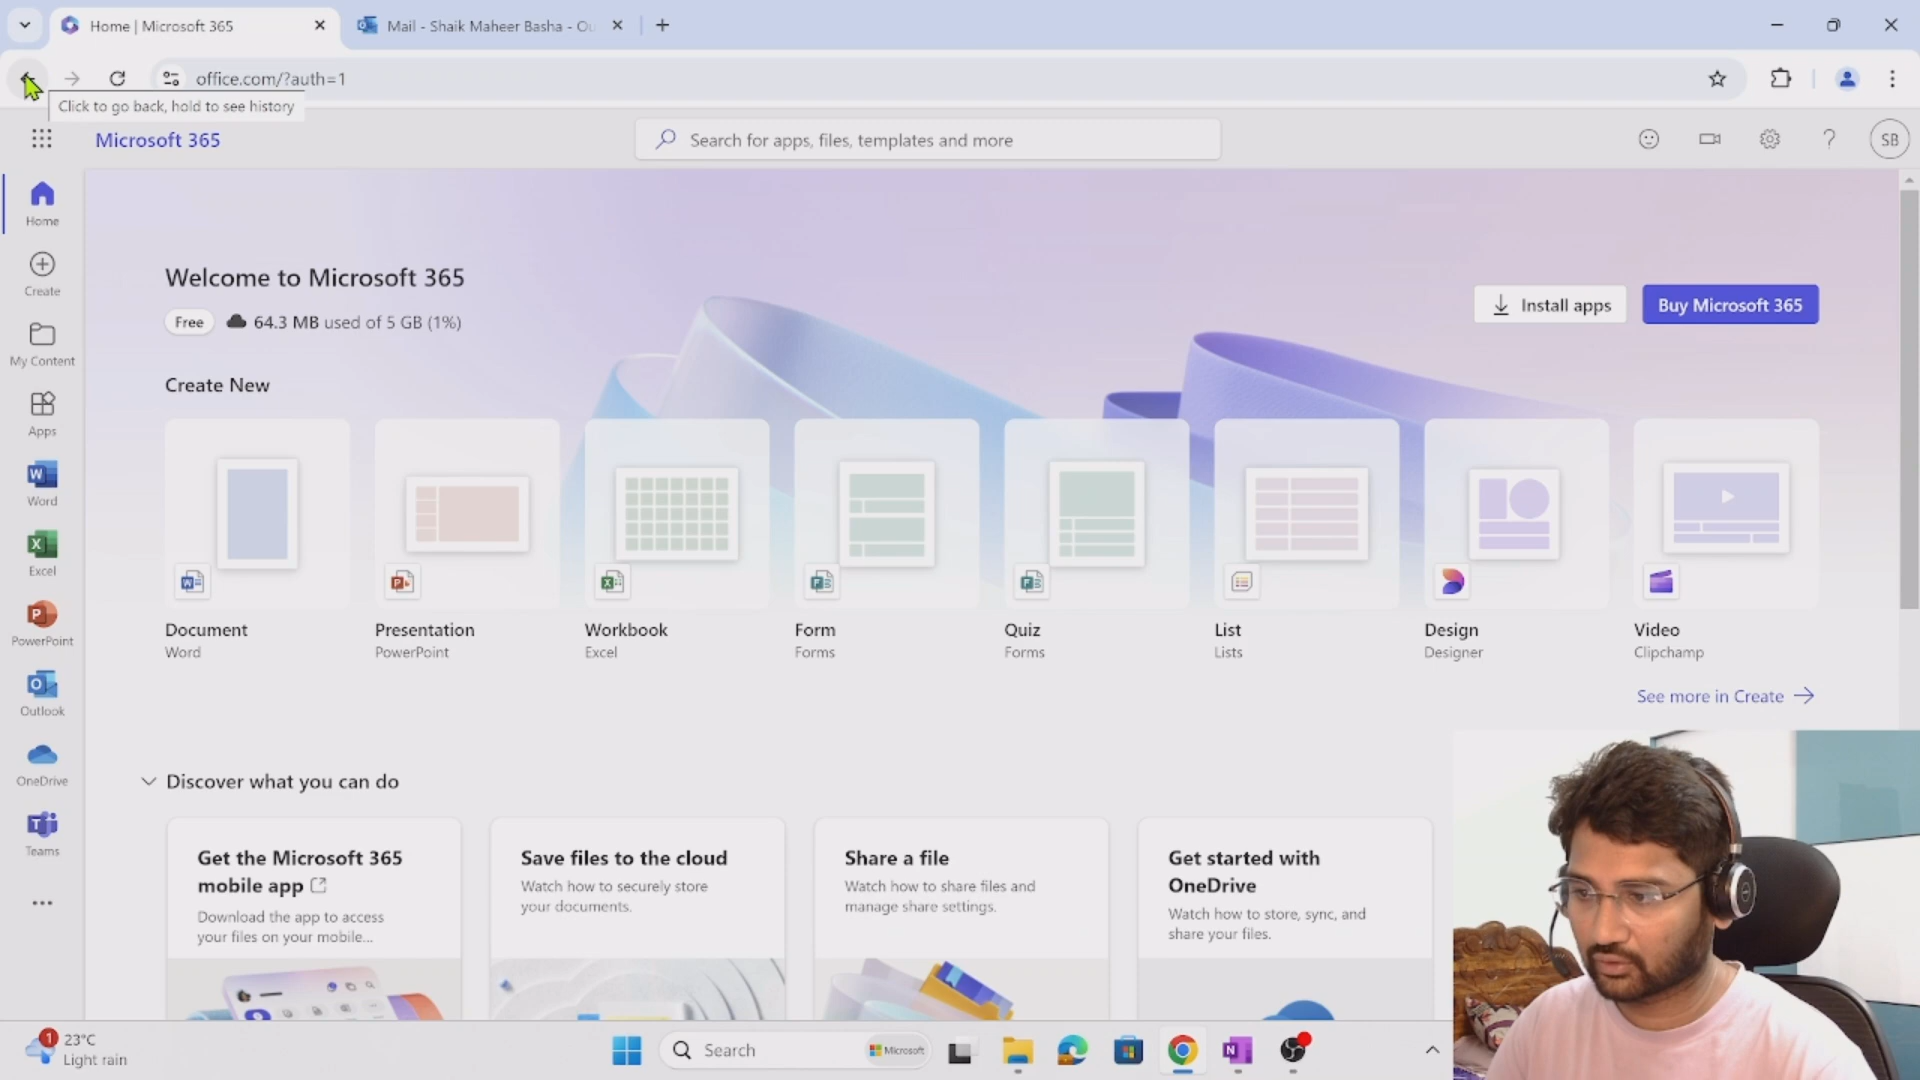 Home | Microsoft 365
Mail - Shaik Maheer Basha - Ou
office.com/?auth=1
Click to go back, hold to see history
Microsoft 365
Search for apps, files, templates and more
SB
Home
Create
My Content
Apps
Word
Excel
PowerPoint
Outlook
OneDrive
Teams
Welcome to Microsoft 365
Free
64.3 MB used of 5 GB (1%)
Install apps
Buy Microsoft 365
Create New
Document
Word
Presentation
PowerPoint
Workbook
Excel
Form
Forms
Quiz
Forms
List
Lists
Design
Designer
Video
Clipchamp
See more in Create
Discover what you can do
Get the Microsoft 365
mobile app
Download the app to access
your files on your mobile...
Save files to the cloud
Watch how to securely store
your documents.
Share a file
Watch how to share files and
manage share settings.
Get started with
OneDrive
Watch how to store, sync, and
share your files.
1
23°C
Light rain
Search
Microsoft